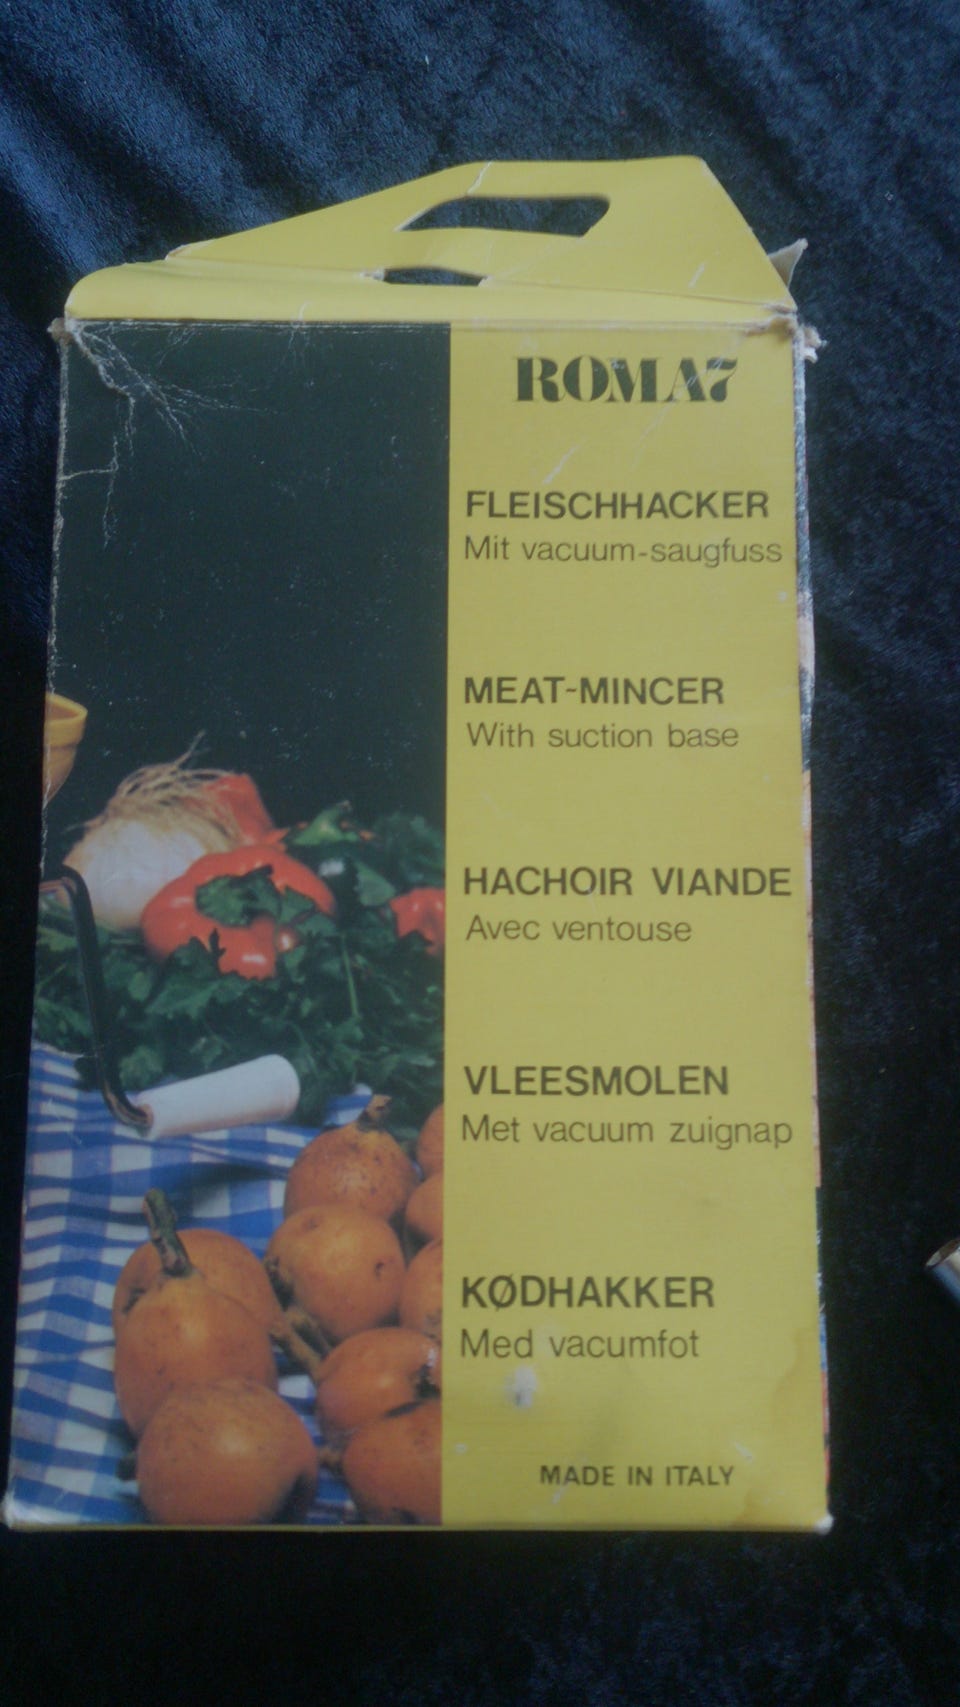 ROMA7
FLEISCHHACKER
Mit vacuum-saugfuss
MEAT-MINCER
With suction base
HACHOIR VIANDE
Avec ventouse
VLEESMOLEN
Met vacuum zuignap
KØDHAKKER
Med vacumfot
MADE IN ITALY